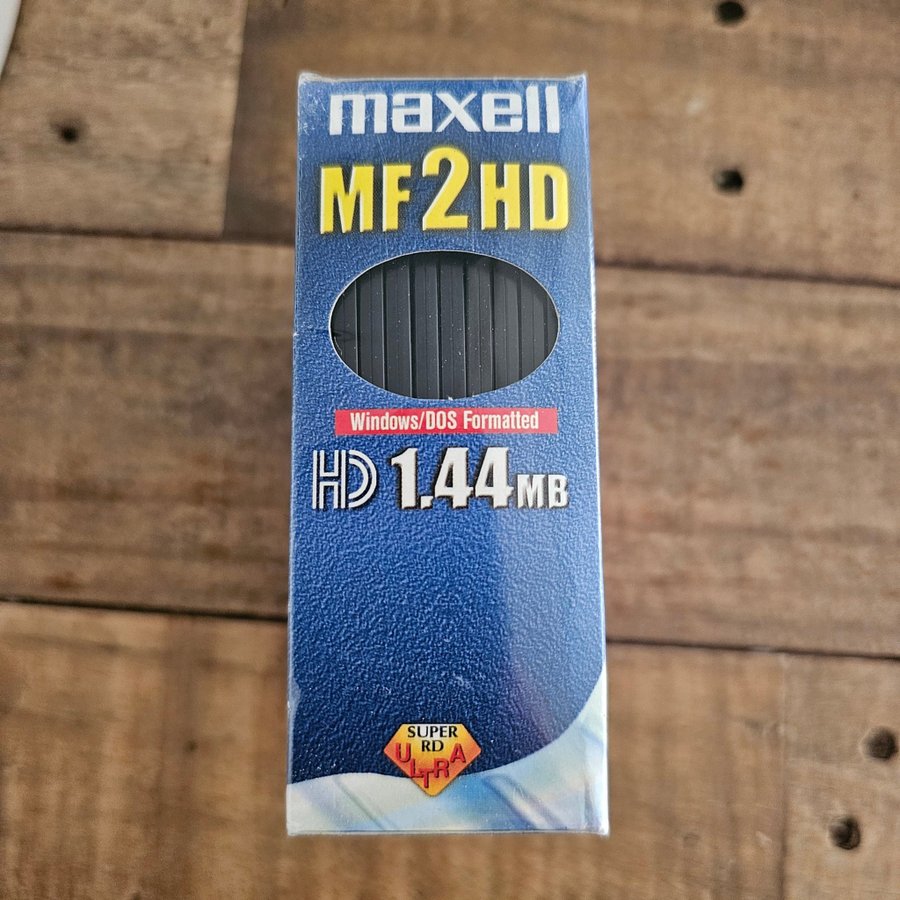 maxell
MF2HD
Windows/DOS Formatted
HD 1.44MB
SUPER
RD
ULTRA